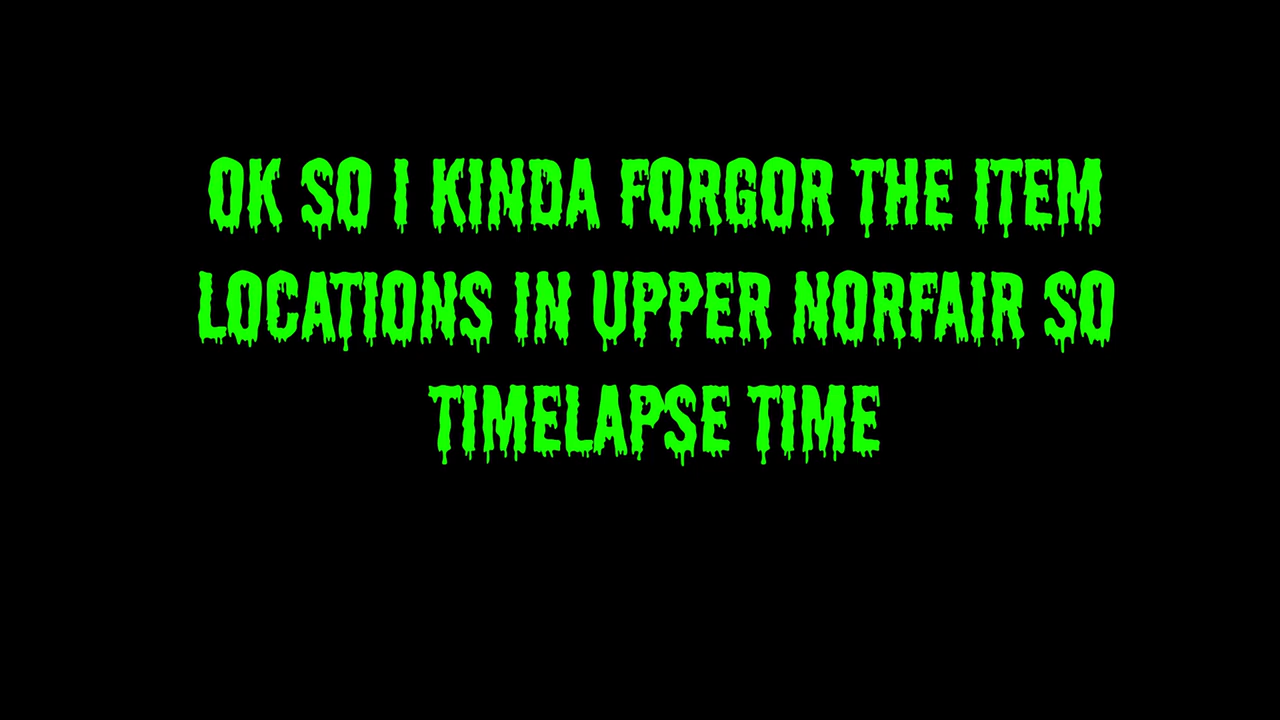 OK SO I KINDA FORGOR THE ITEM
LOCATIONS IN UPPER NORFAIR SO
TIMELAPSE TIME